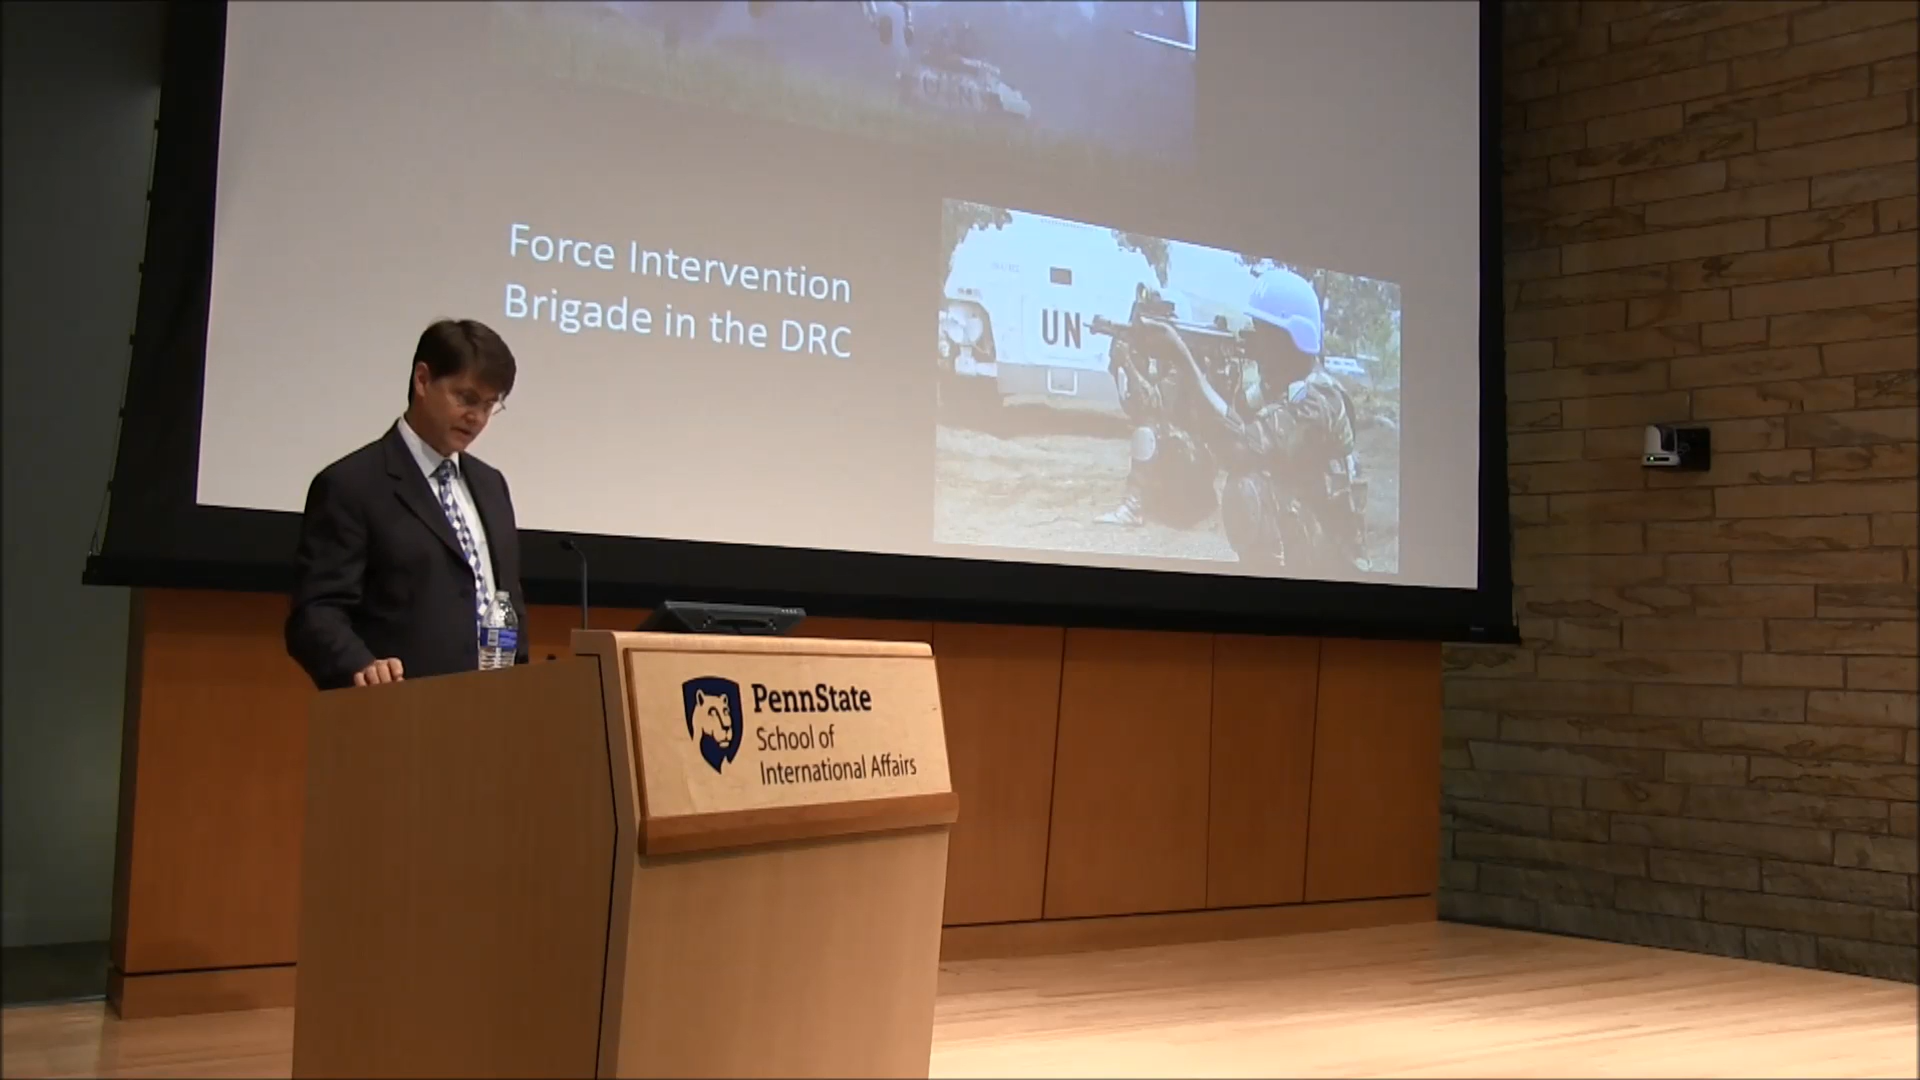 Force Intervention
Brigade in the DRC
UN
PennState
School of
International Affairs